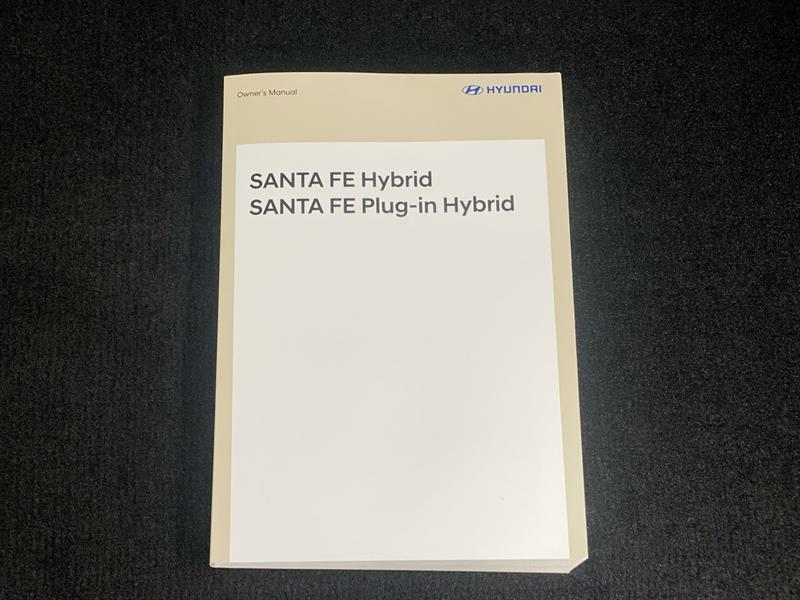 Owner's Manual
HYUNDAI
SANTA FE Hybrid
SANTA FE Plug-in Hybrid